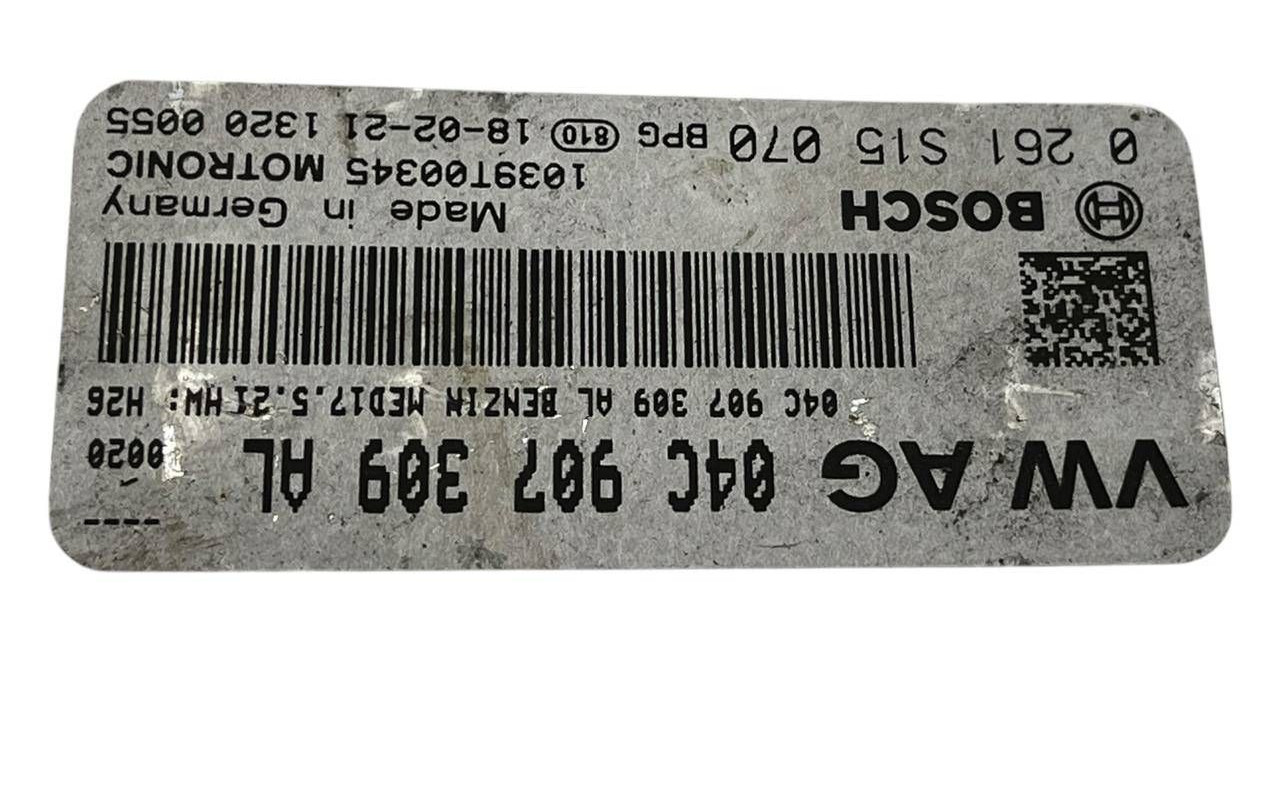 ----
VW AG 04C 907 309 AL 0020
04C 907 309 AL BENZIN MED17.5.21 HW: H26
BOSCH Made in Germany
1039T00345 MOTRONIC
0 261 S15 070 BPG 810 18-02-21 1320 0055